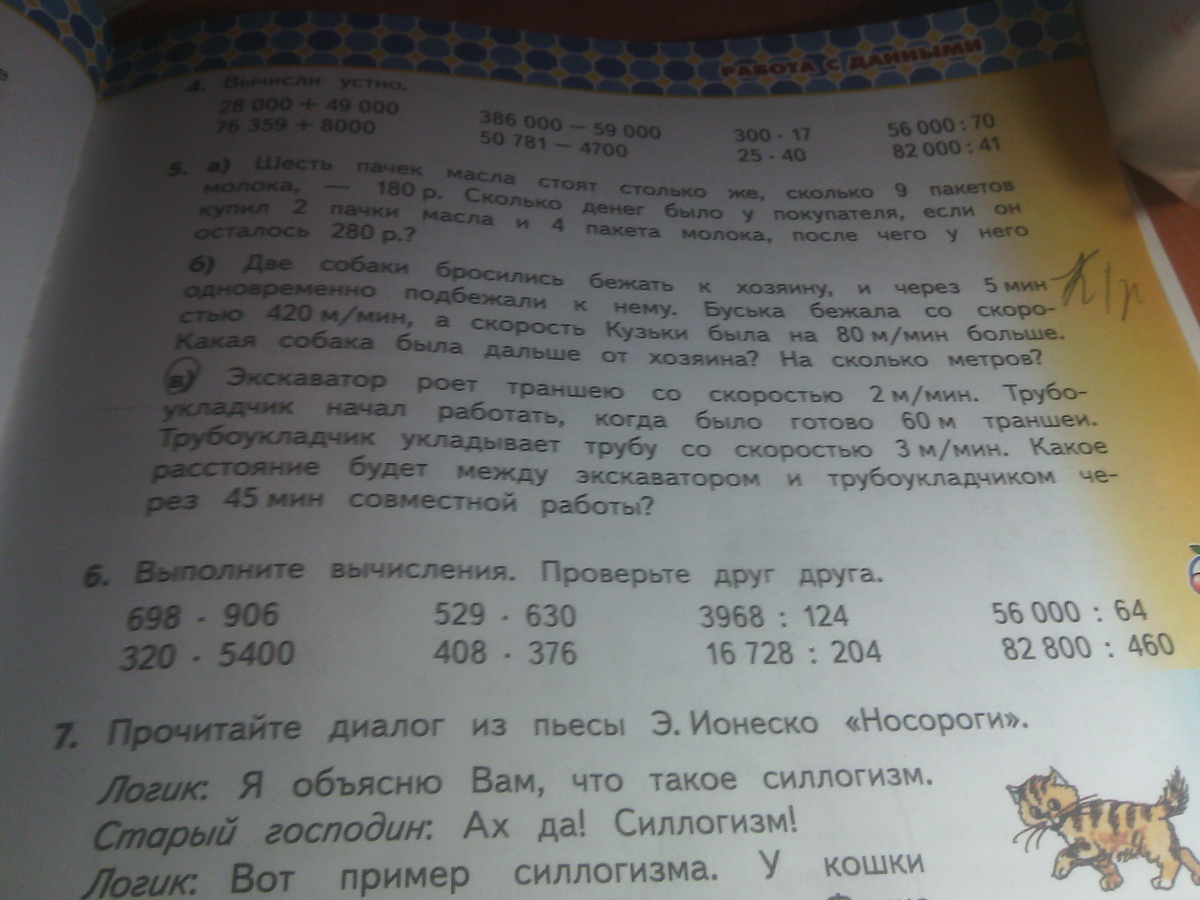 РАБОТА С ДАННЫМИ
4. Вычисли устно.
28 000 + 49 000 386 000 – 59 000 300 · 17 56 000 : 70
76 359 + 8000 50 781 – 4700 25 · 40 82 000 : 41
5. а) Шесть пачек масла стоят столько же, сколько 9 пакетов
молока, — 180 р. Сколько денег было у покупателя, если он
купил 2 пачки масла и 4 пакета молока, после чего у него
осталось 280 р.?
б) Две собаки бросились бежать к хозяину, и через 5 мин
одновременно подбежали к нему. Буська бежала со скоро-
стью 420 м/мин, а скорость Кузьки была на 80 м/мин больше.
Какая собака была дальше от хозяина? На сколько метров?
К/р
в) Экскаватор роет траншею со скоростью 2 м/мин. Трубо-
укладчик начал работать, когда было готово 60 м траншеи.
Трубоукладчик укладывает трубу со скоростью 3 м/мин. Какое
расстояние будет между экскаватором и трубоукладчиком че-
рез 45 мин совместной работы?
6. Выполните вычисления. Проверьте друг друга.
698 · 906 529 · 630 3968 : 124 56 000 : 64
320 · 5400 408 · 376 16 728 : 204 82 800 : 460
7. Прочитайте диалог из пьесы Э. Ионеско «Носороги».
Логик: Я объясню Вам, что такое силлогизм.
Старый господин: Ах да! Силлогизм!
Логик: Вот пример силлогизма. У кошки